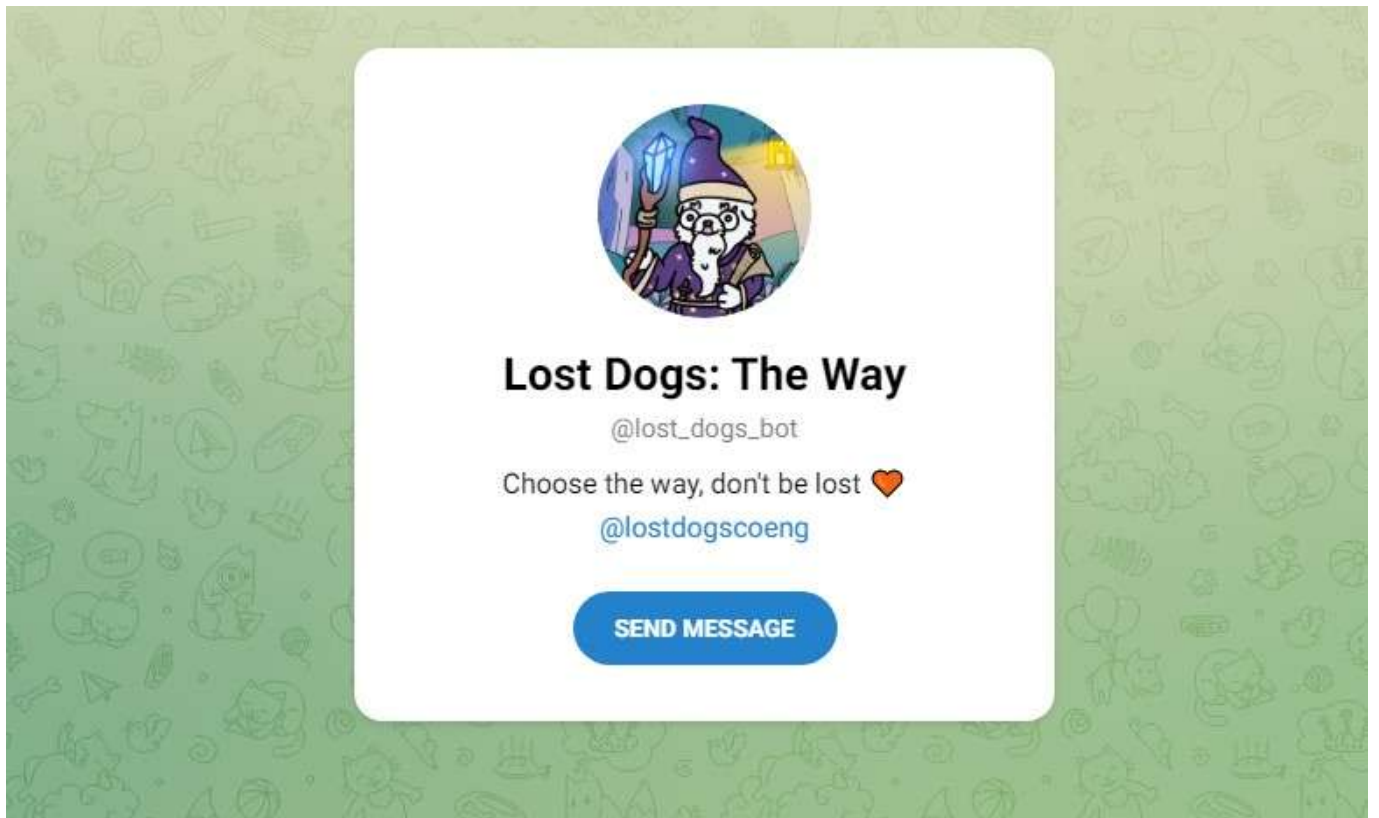 Lost Dogs: The Way
@lost_dogs_bot
Choose the way, don't be lost 🧡
@lostdogscoeng
SEND MESSAGE